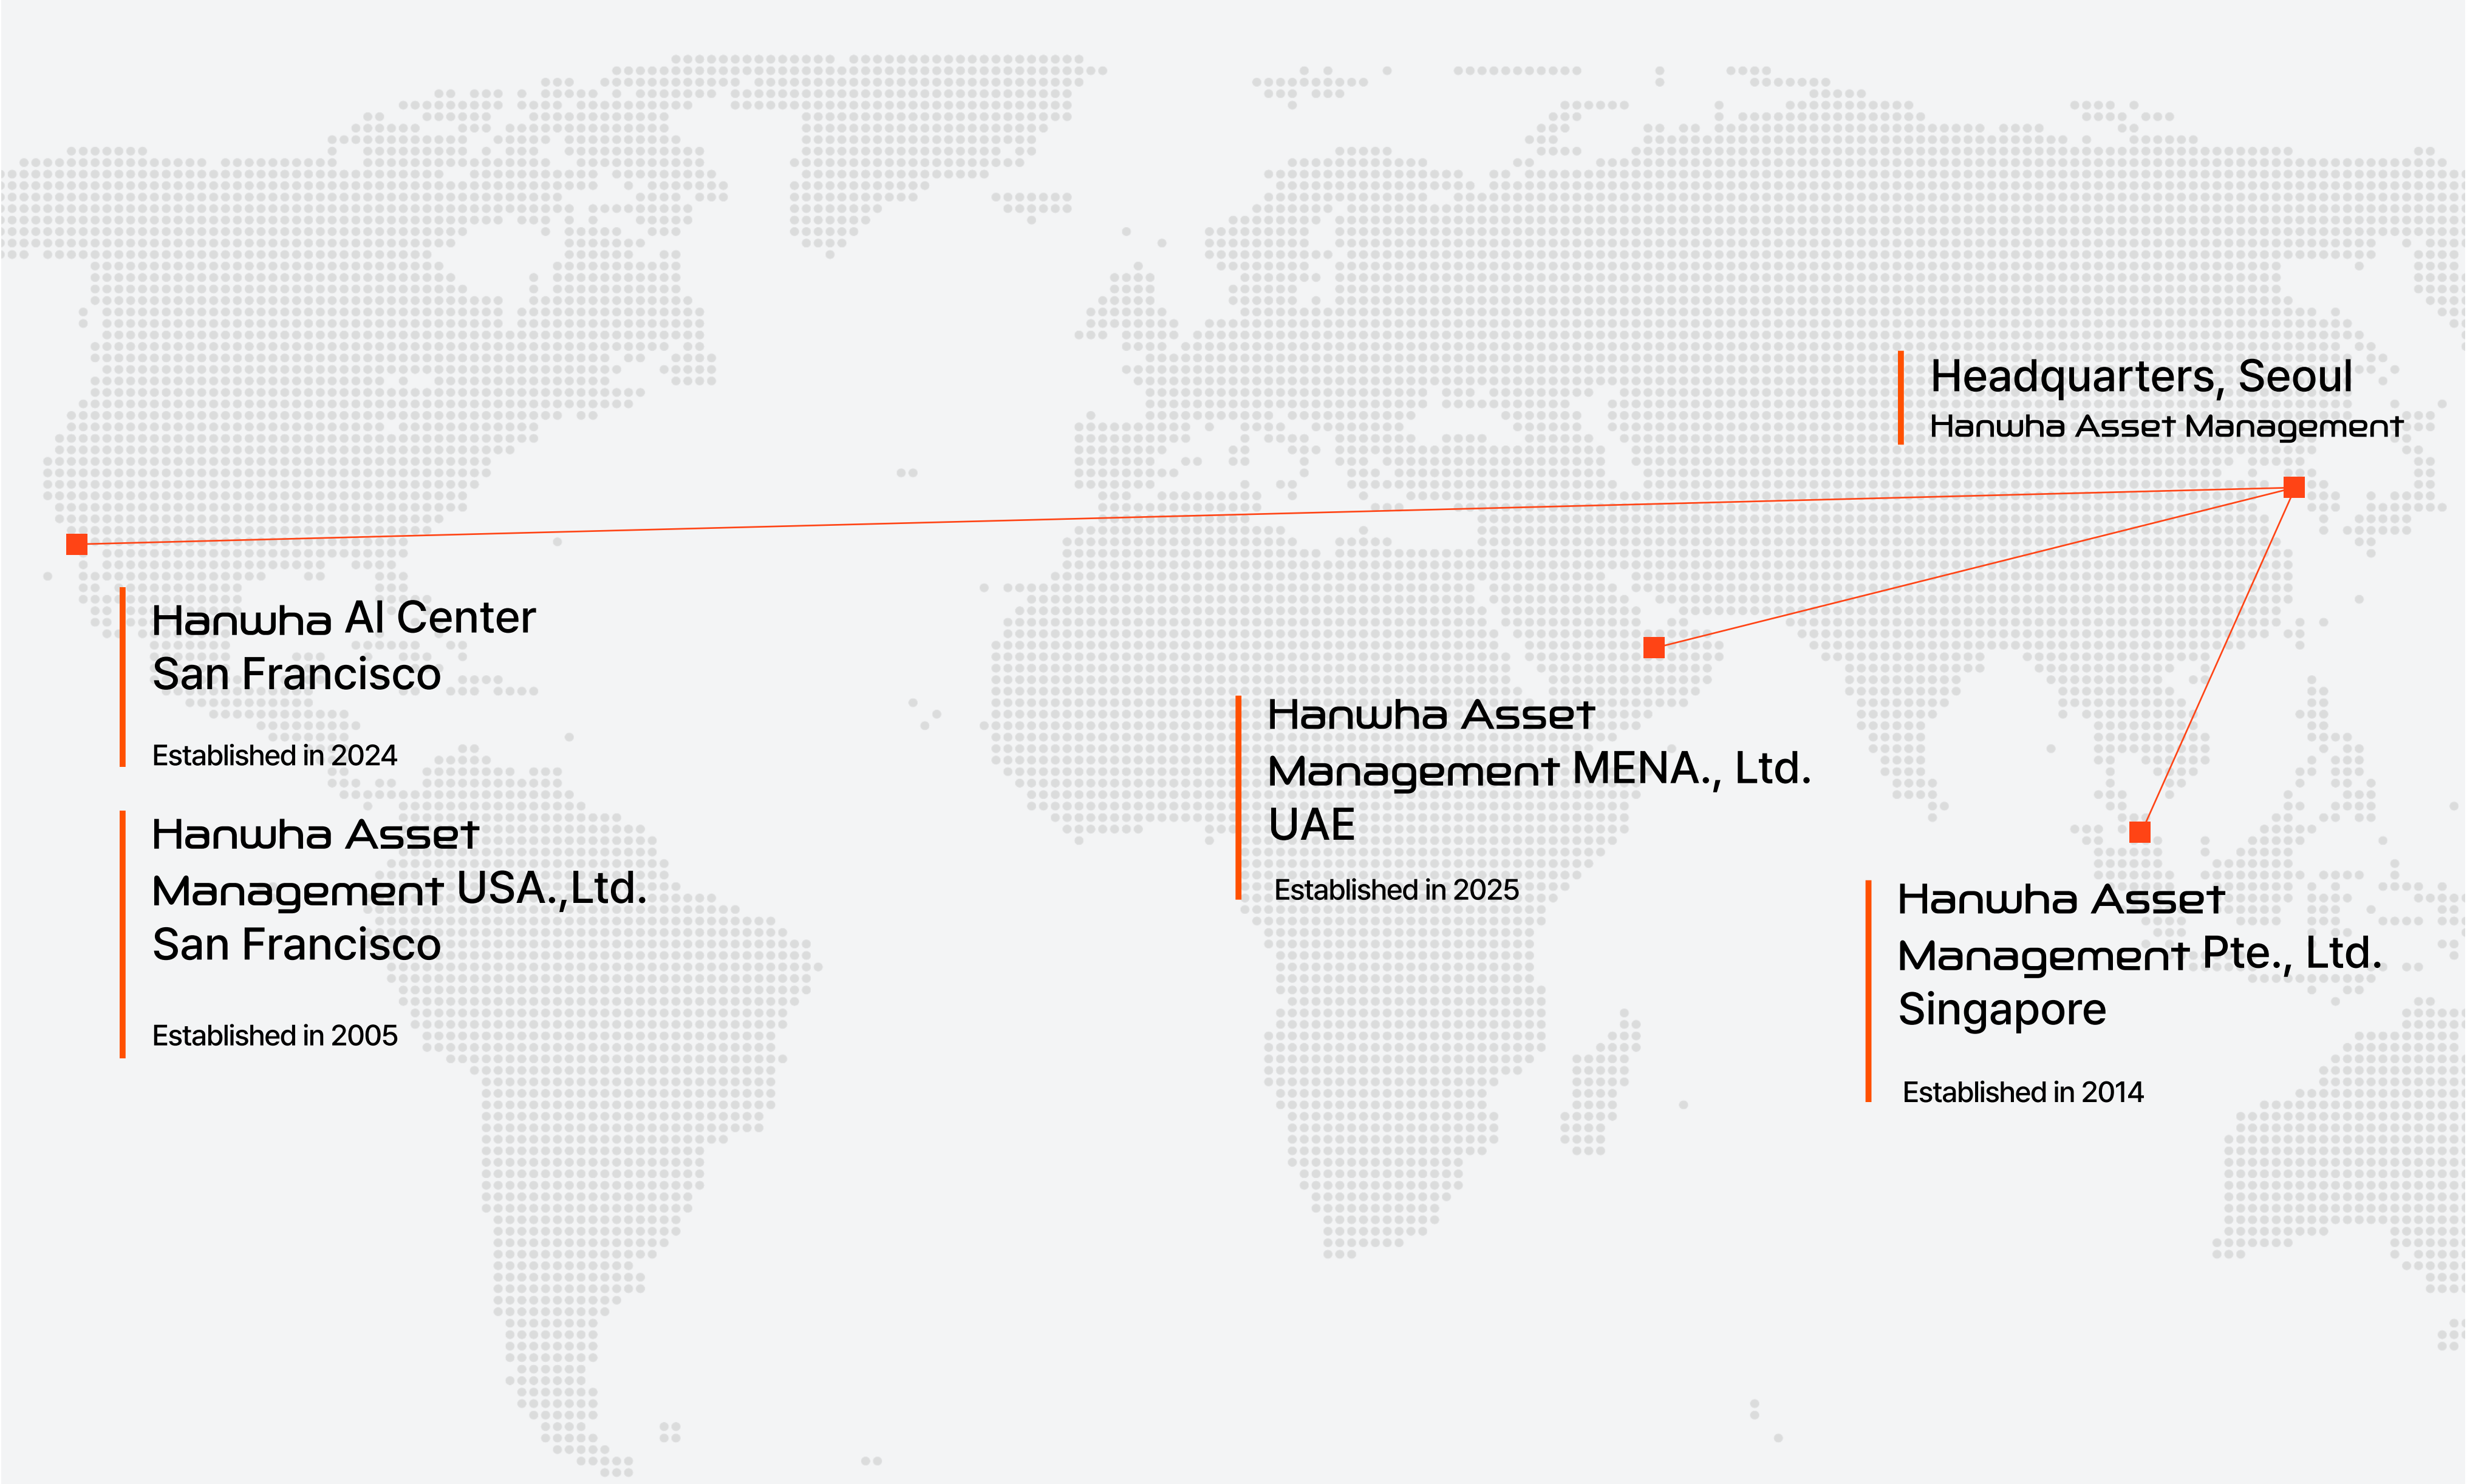 Headquarters, Seoul
Hanwha Asset Management
Hanwha AI Center
San Francisco
Established in 2024
Hanwha Asset
Management USA.,Ltd.
San Francisco
Established in 2005
Hanwha Asset
Management MENA., Ltd.
UAE
Established in 2025
Hanwha Asset
Management Pte., Ltd.
Singapore
Established in 2014